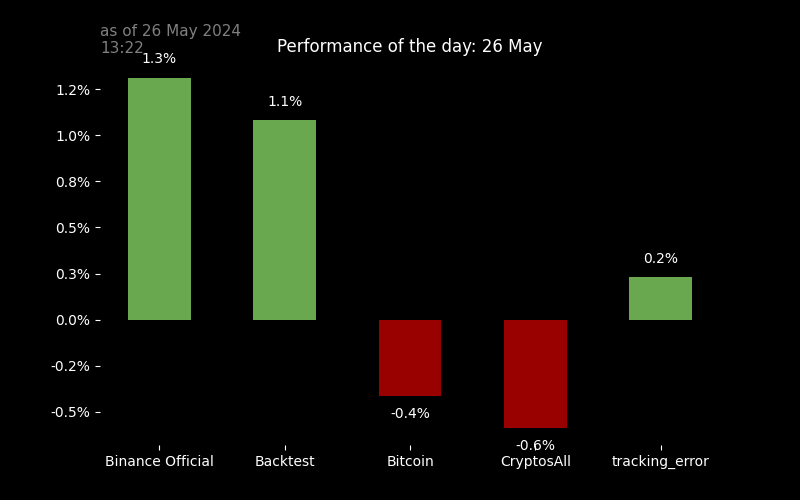 as of 26 May 2024
13:22
Performance of the day: 26 May
1.3%
1.1%
-0.4%
-0.6%
0.2%
1.2%
1.0%
0.8%
0.5%
0.3%
0.0%
-0.2%
-0.5%
Binance Official
Backtest
Bitcoin
CryptosAll
tracking_error